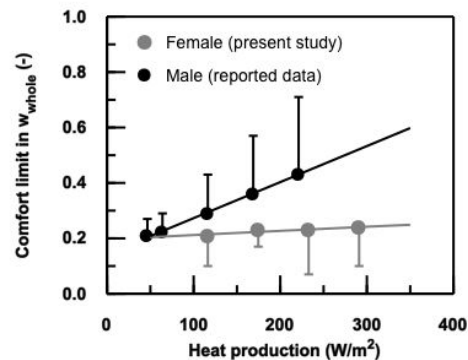 Comfort limit in w_whole (-)
1.0
0.8
0.6
0.4
0.2
0.0
Female (present study)
Male (reported data)
0
100
200
300
400
Heat production (W/m²)